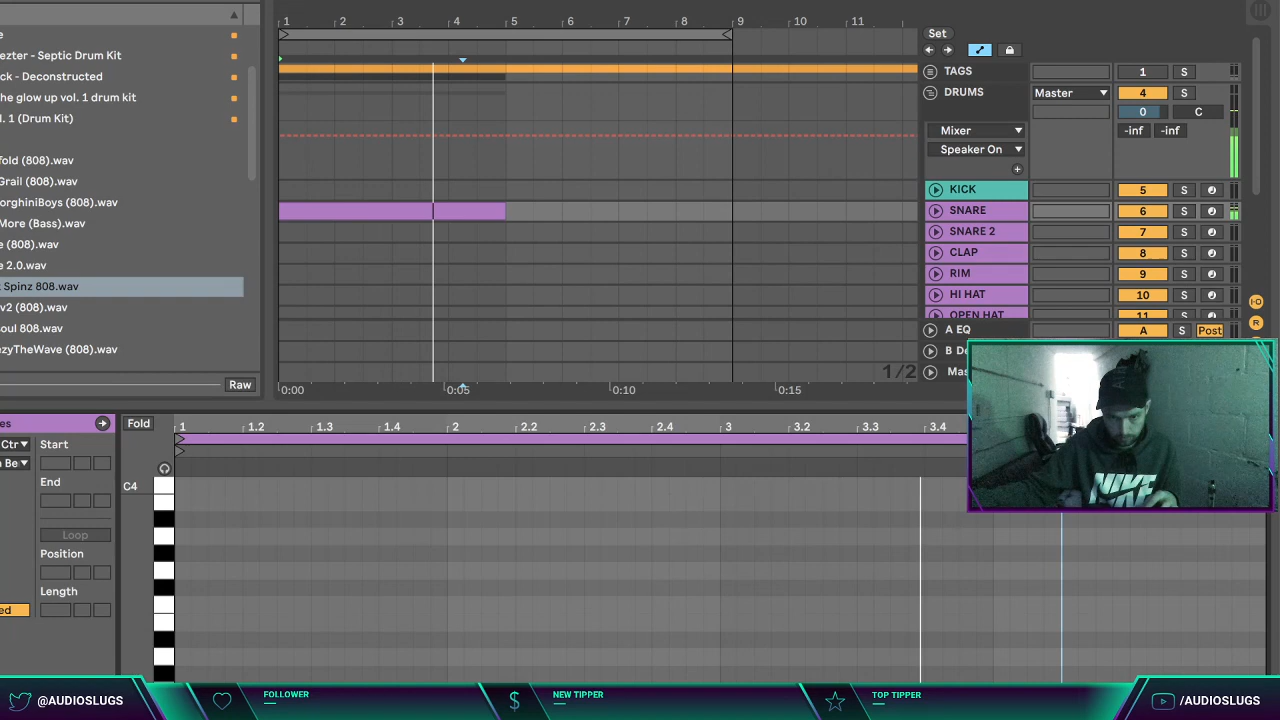 1 2 3 4 5 6 7 8 9 10 11
Set
ezter - Septic Drum Kit
ck - Deconstructed
he glow up vol. 1 drum kit
. 1 (Drum Kit)
fold (808).wav
Grail (808).wav
orghiniBoys (808).wav
More (Bass).wav
e (808).wav
e 2.0.wav
Spinz 808.wav
v2 (808).wav
soul 808.wav
zyTheWave (808).wav
Raw
TAGS 1 S
DRUMS Master 4 S
0 C
Mixer -inf -inf
Speaker On
KICK 5 S
SNARE 6 S
SNARE 2 7 S
CLAP 8 S
RIM 9 S
HI HAT 10 S
OPEN HAT 11 S
A EQ A S Post
B De
Mas
1/2
0:00 0:05 0:10 0:15
I·O
R
es
Ctr
Be
Start
End
Loop
Position
Length
ed
Fold
1 1.2 1.3 1.4 2 2.2 2.3 2.4 3 3.2 3.3 3.4
C4
NIKE
@AUDIOSLUGS
FOLLOWER
NEW TIPPER
TOP TIPPER
/AUDIOSLUGS